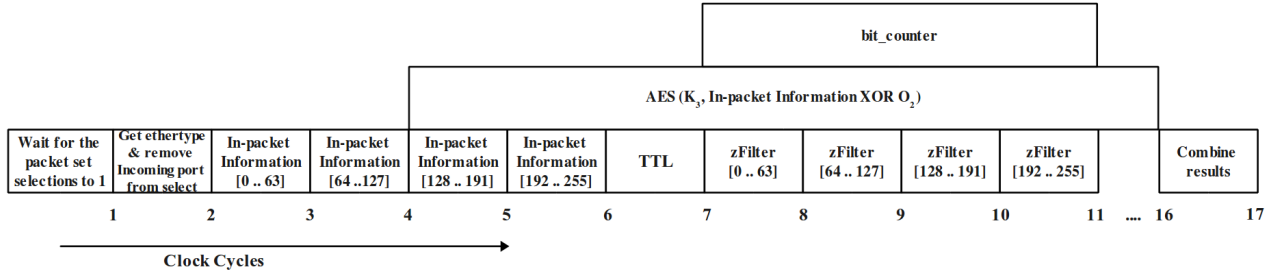 bit_counter
AES (K3, In-packet Information XOR O2)
Wait for the
packet set
selections to 1
Get ethertype
& remove
Incoming port
from select
In-packet
Information
[0 .. 63]
In-packet
Information
[64 ..127]
In-packet
Information
[128 .. 191]
In-packet
Information
[192 .. 255]
TTL
zFilter
[0 .. 63]
zFilter
[64 .. 127]
zFilter
[128 .. 191]
zFilter
[192 .. 255]
Combine
results
1 2 3 4 5 6 7 8 9 10 11 .... 16 17
Clock Cycles